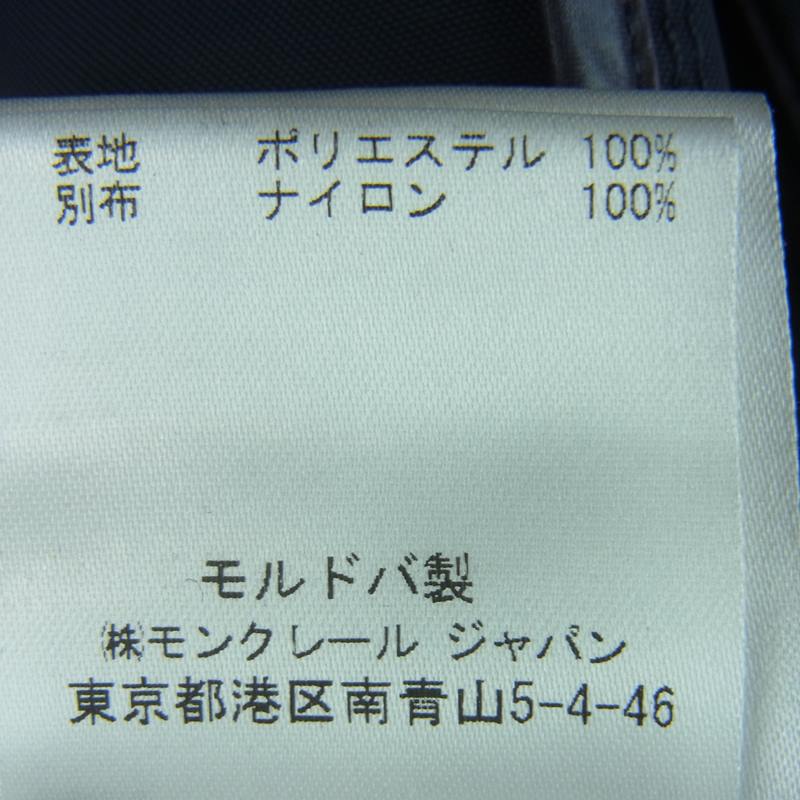 表地 ポリエステル 100%
別布 ナイロン 100%
モルドバ製
㈱モンクレール ジャパン
東京都港区南青山5-4-46